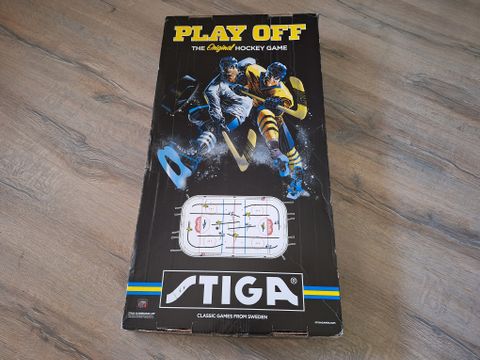 PLAY OFF
THE Original HOCKEY GAME
STIGA
CLASSIC GAMES FROM SWEDEN